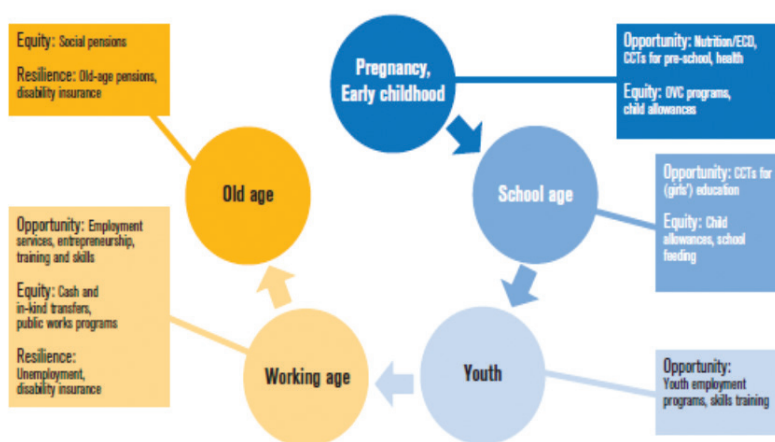 Equity: Social pensions
Resilience: Old-age pensions,
disability insurance
Pregnancy,
Early childhood
Opportunity: Nutrition/ECD,
CCTs for pre-school, health
Equity: OVC programs,
child allowances
Old age
School age
Opportunity: CCTs for
(girls') education
Equity: Child
allowances, school
feeding
Opportunity: Employment
services, entrepreneurship,
training and skills
Equity: Cash and
in-kind transfers,
public works programs
Resilience:
Unemployment,
disability insurance
Working age
Youth
Opportunity:
Youth employment
programs, skills training